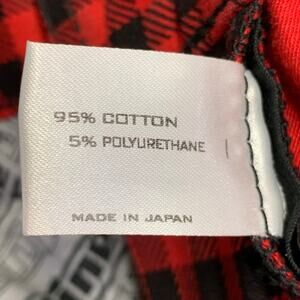 95% COTTON
5% POLYURETHANE
MADE IN JAPAN